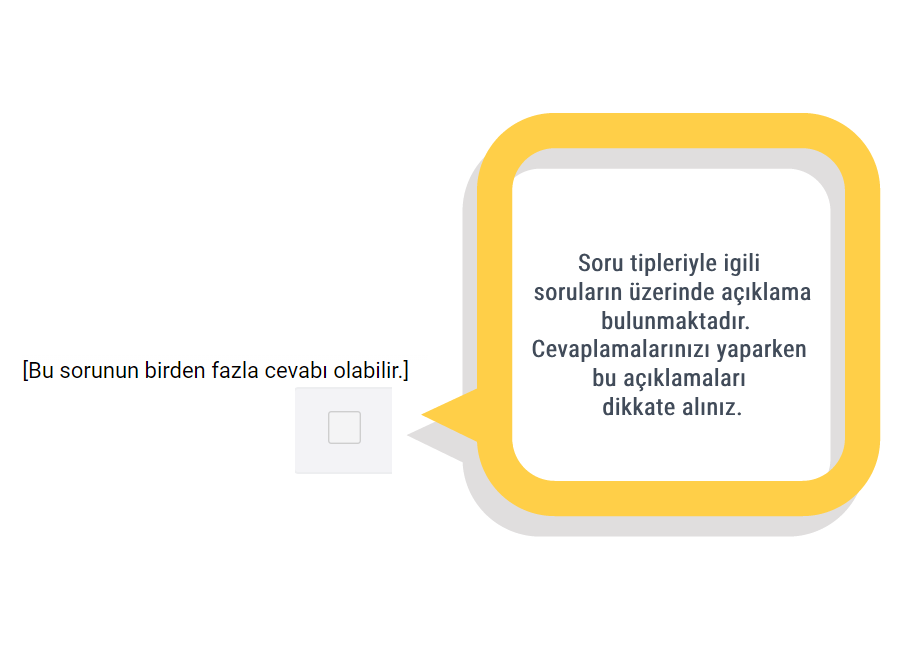 Soru tipleriyle igili
soruların üzerinde açıklama
bulunmaktadır.
Cevaplamalarınızı yaparken
bu açıklamaları
dikkate alınız.
[Bu sorunun birden fazla cevabı olabilir.]